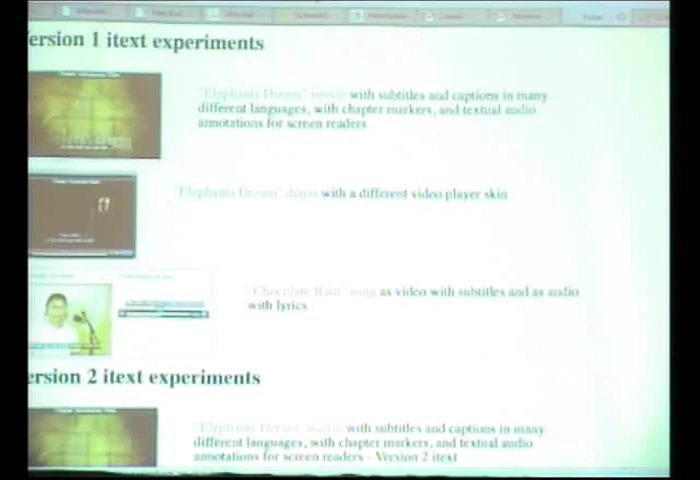 ersion 1 itext experiments
"Elephants Dream" movie with subtitles and captions in many
different languages, with chapter markers, and textual audio
annotations for screen readers
"Elephants Dream" demo with a different video player skin
"Chocolate Rain" song as video with subtitles and as audio
with lyrics
ersion 2 itext experiments
"Elephants Dream" movie with subtitles and captions in many
different languages, with chapter markers, and textual audio
annotations for screen readers - Version 2 itext